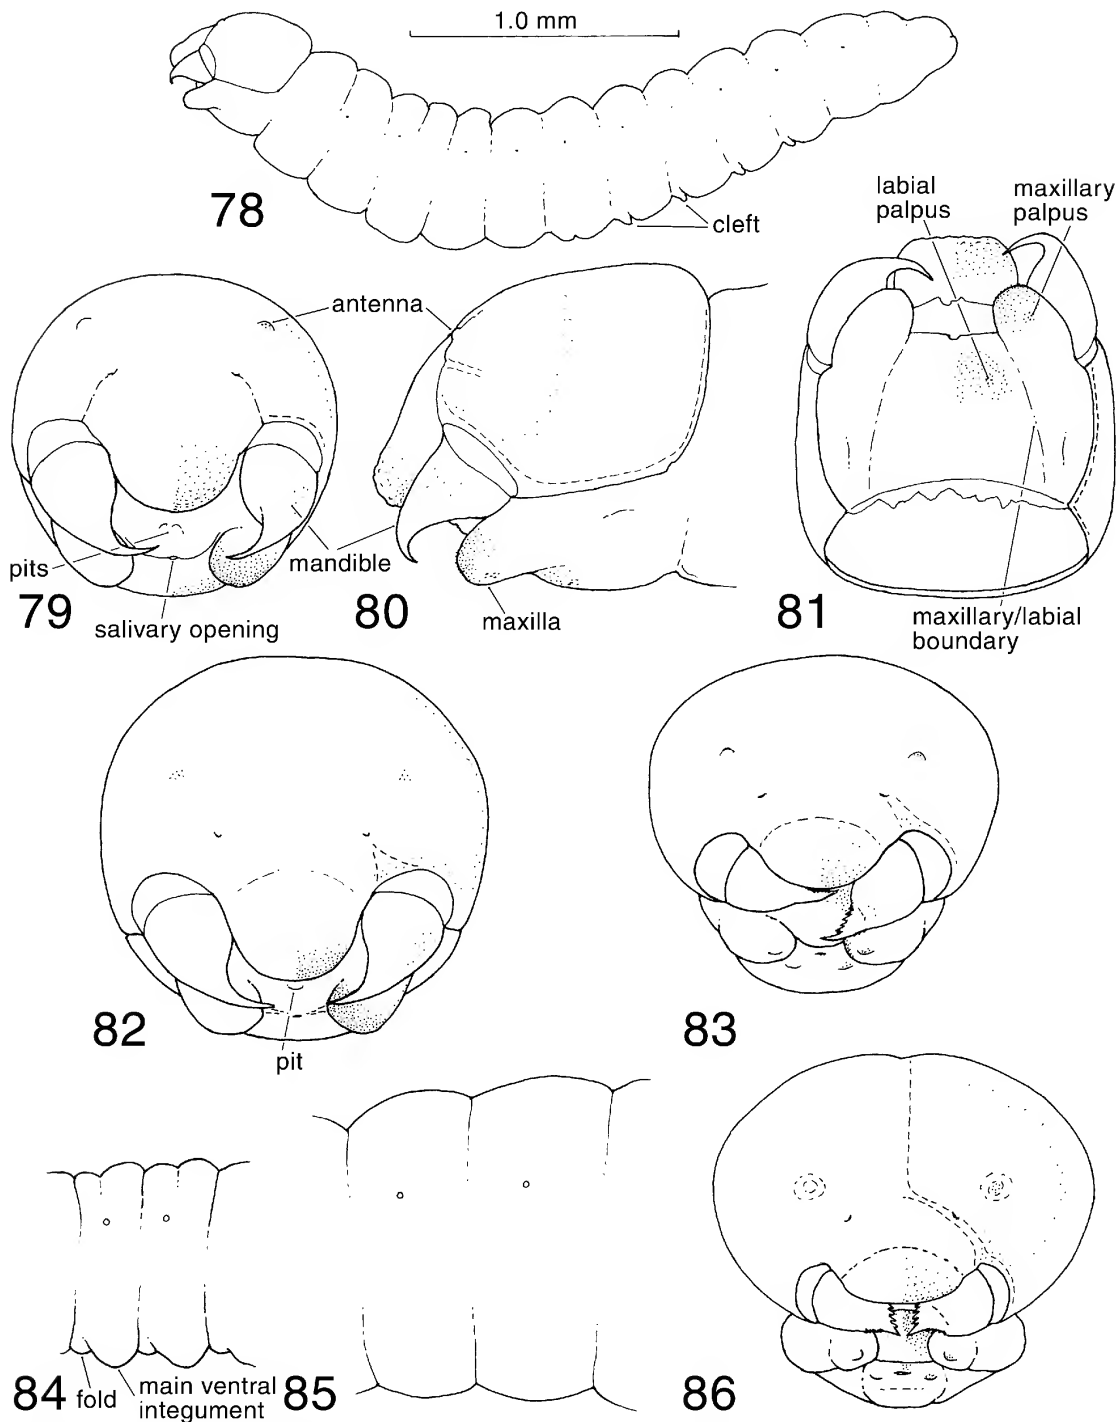 1.0 mm
78
cleft
labial
palpus
maxillary
palpus
antenna
pits
mandible
79
salivary opening
80
maxilla
81
maxillary/labial
boundary
82
pit
83
84
fold
main ventral
integument
85
86